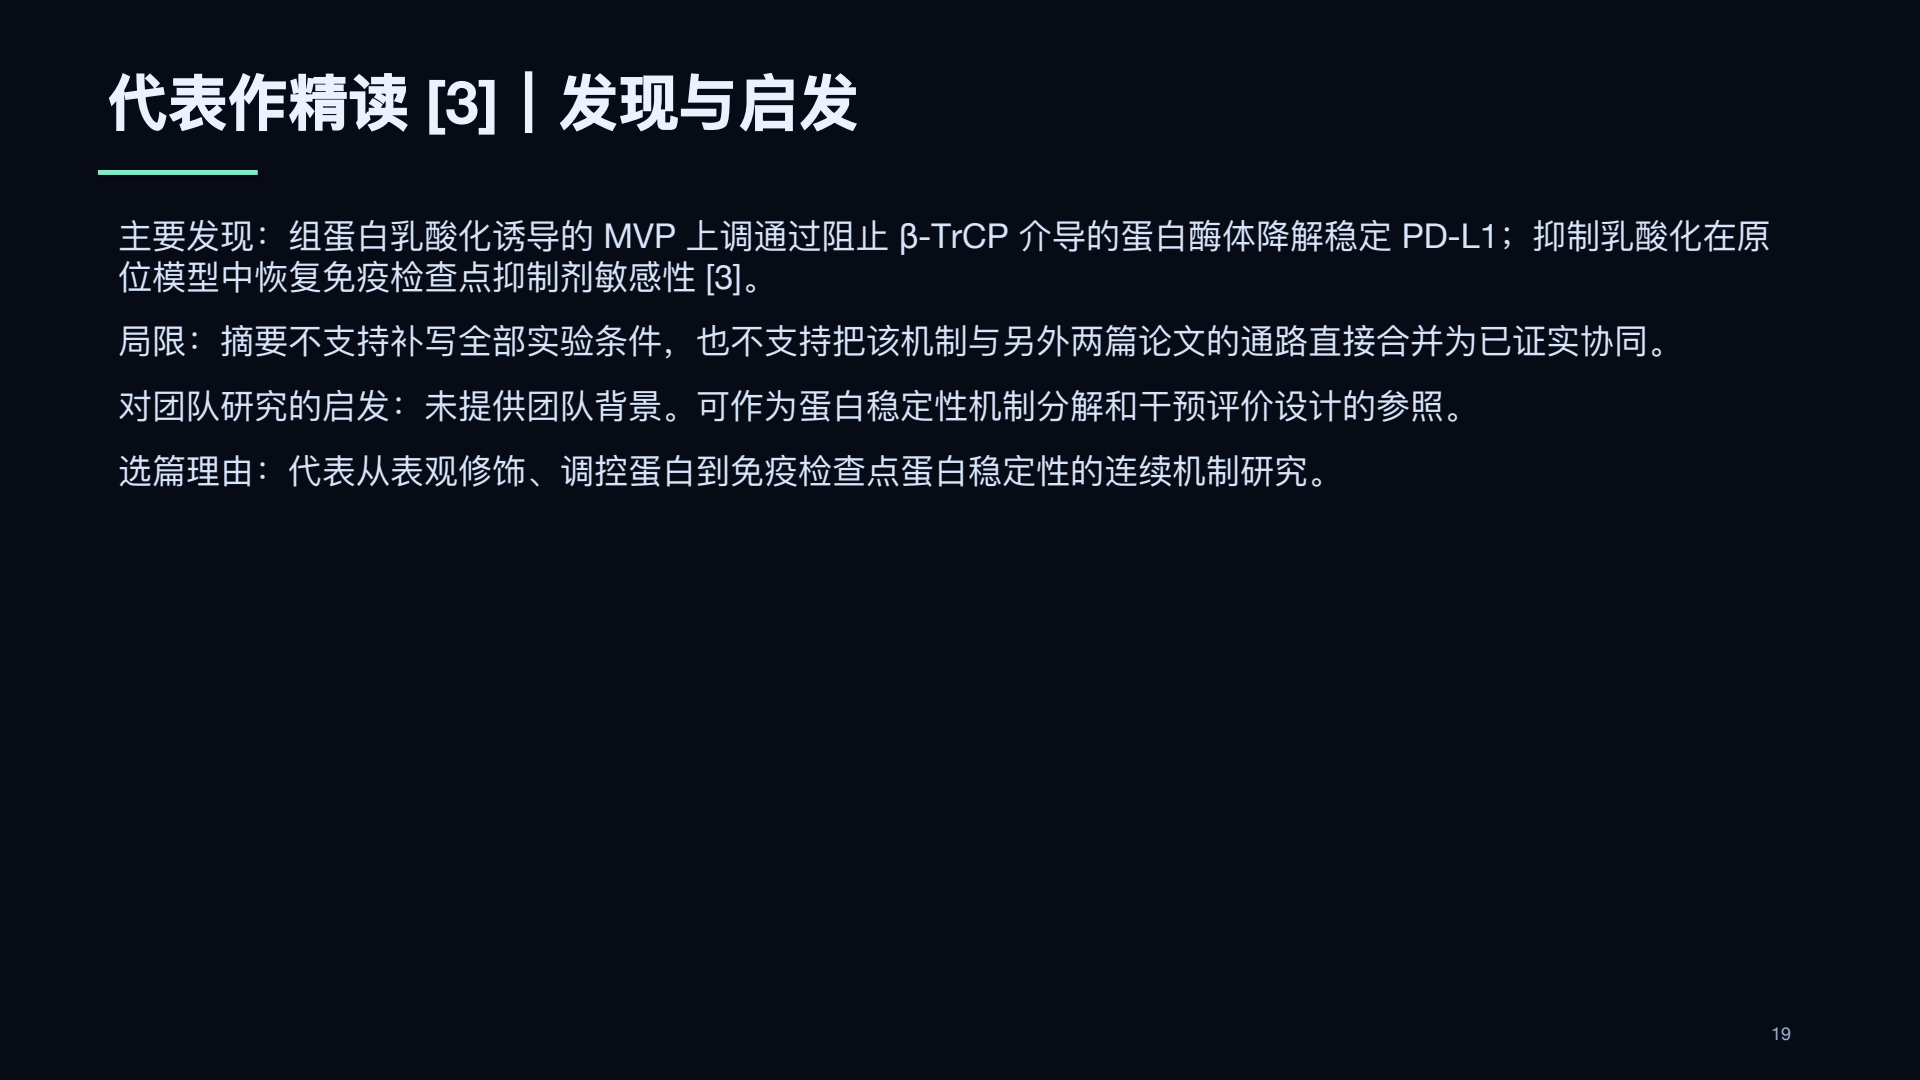 代表作精读 [3]｜发现与启发
主要发现：组蛋白乳酸化诱导的 MVP 上调通过阻止 β-TrCP 介导的蛋白酶体降解稳定 PD-L1；抑制乳酸化在原
位模型中恢复免疫检查点抑制剂敏感性 [3]。
局限：摘要不支持补写全部实验条件，也不支持把该机制与另外两篇论文的通路直接合并为已证实协同。
对团队研究的启发：未提供团队背景。可作为蛋白稳定性机制分解和干预评价设计的参照。
选篇理由：代表从表观修饰、调控蛋白到免疫检查点蛋白稳定性的连续机制研究。
19